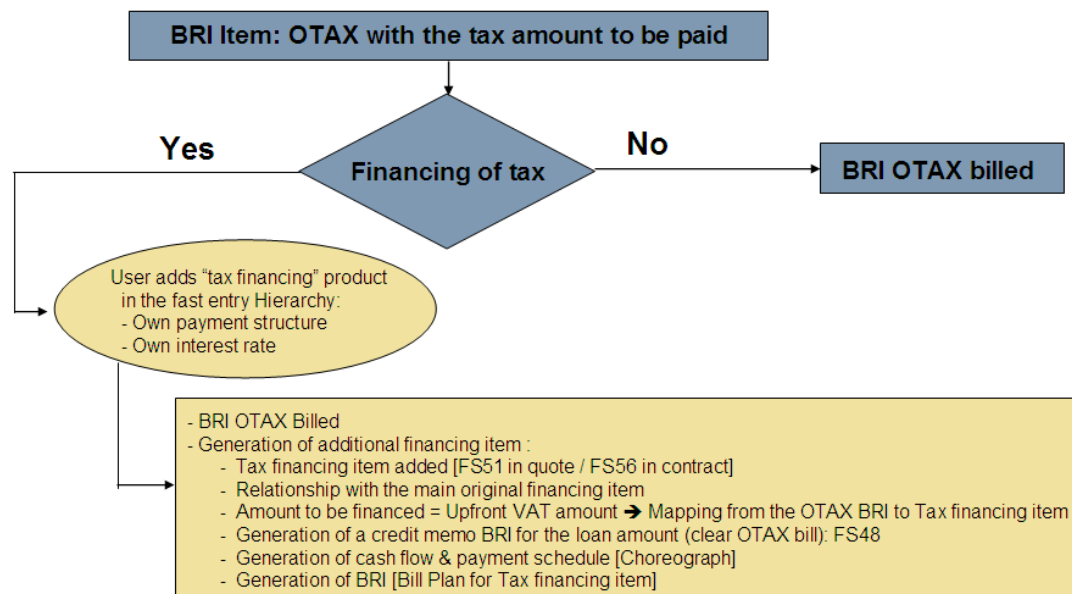 BRI Item: OTAX with the tax amount to be paid
Yes
No
Financing of tax
BRI OTAX billed
User adds “tax financing” product
in the fast entry Hierarchy:
- Own payment structure
- Own interest rate
- BRI OTAX Billed
- Generation of additional financing item :
- Tax financing item added [FS51 in quote / FS56 in contract]
- Relationship with the main original financing item
- Amount to be financed = Upfront VAT amount ➔ Mapping from the OTAX BRI to Tax financing item
- Generation of a credit memo BRI for the loan amount (clear OTAX bill): FS48
- Generation of cash flow & payment schedule [Choreograph]
- Generation of BRI [Bill Plan for Tax financing item]